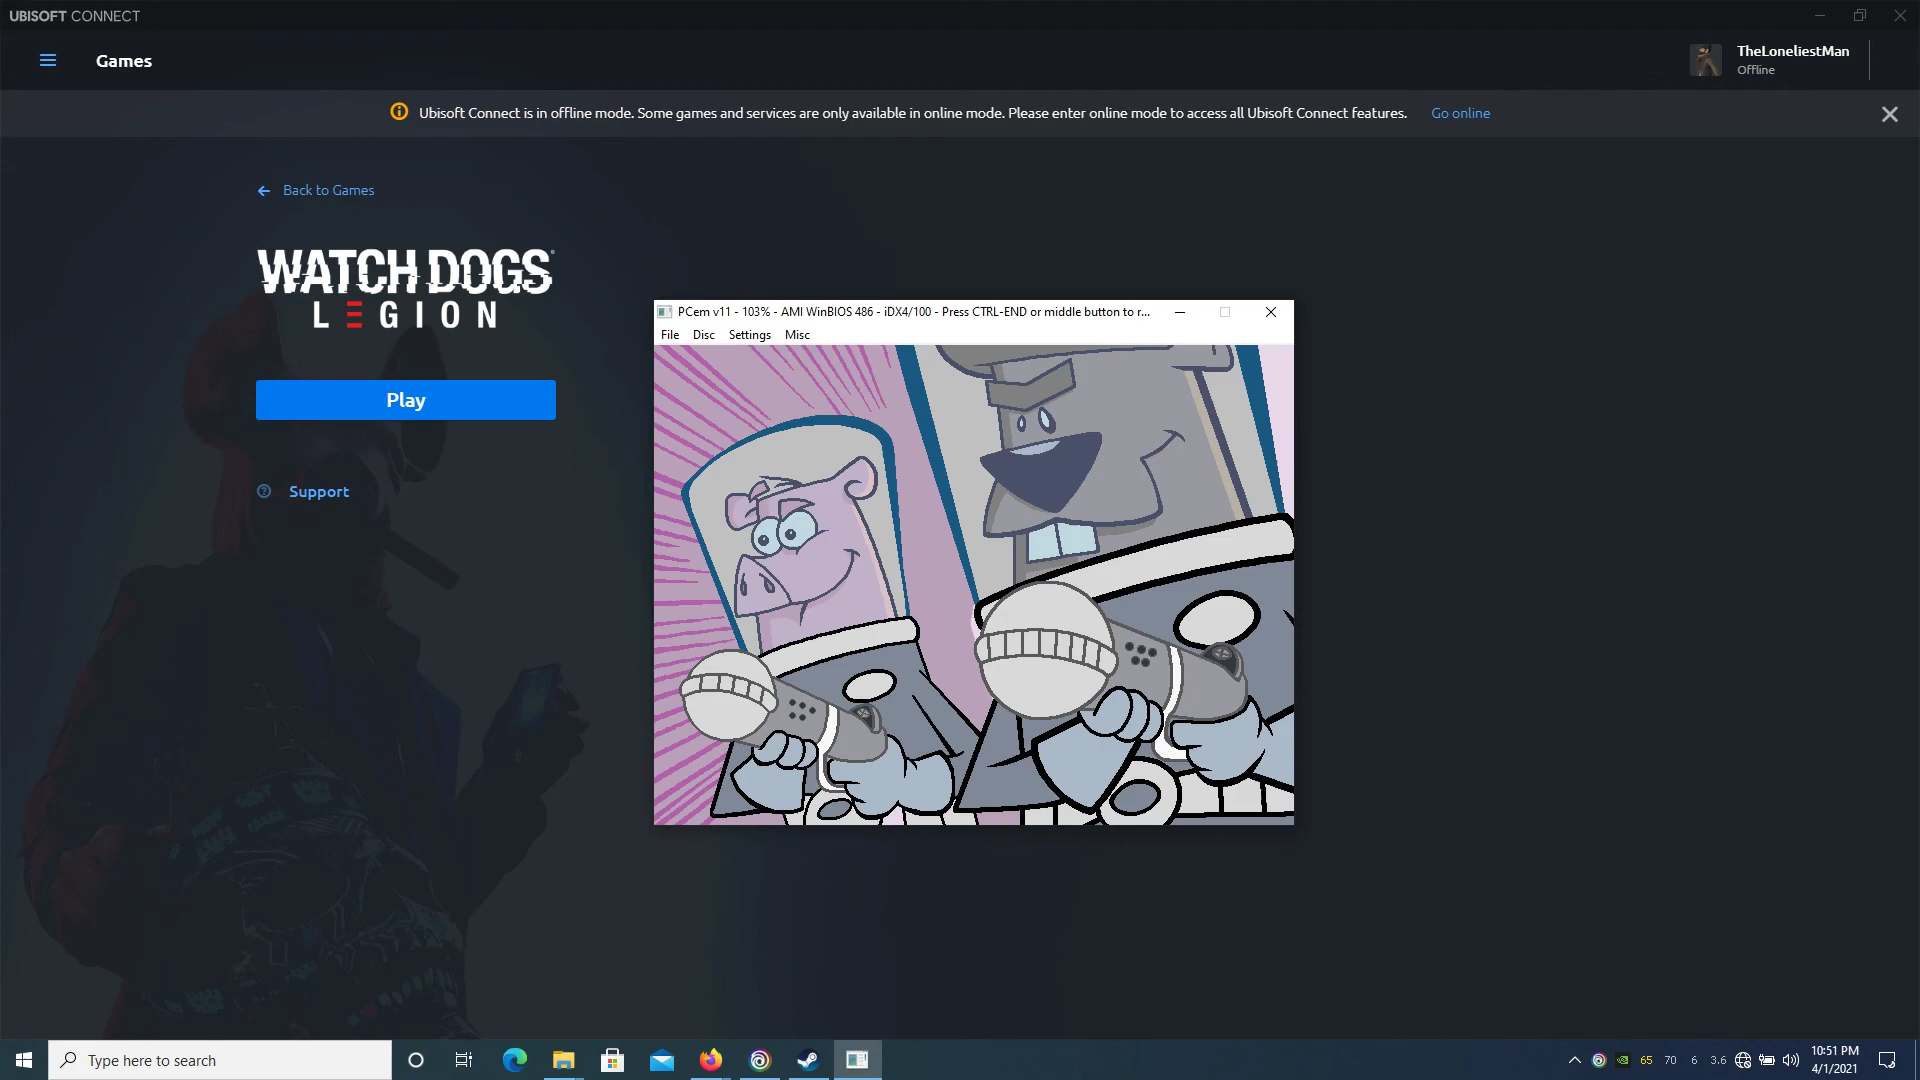 UBISOFT CONNECT
Games
TheLoneliestMan
Offline
Ubisoft Connect is in offline mode. Some games and services are only available in online mode. Please enter online mode to access all Ubisoft Connect features. Go online
Back to Games
WATCH DOGS
LEGION
Play
Support
PCem v11 - 103% - AMI WinBIOS 486 - iDX4/100 - Press CTRL-END or middle button to r...
File Disc Settings Misc
Type here to search
65 70 6 3.6
10:51 PM
4/1/2021